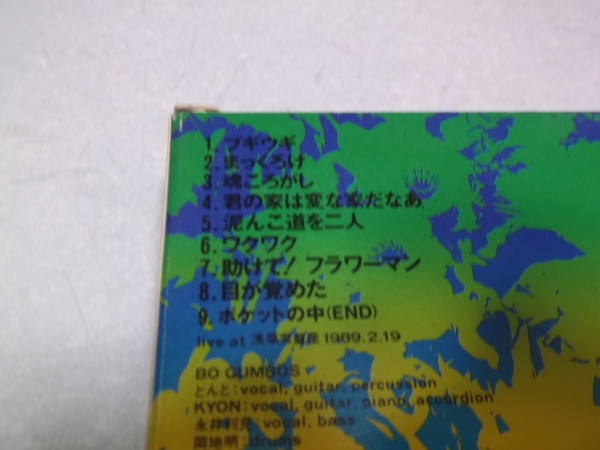 1. ブギウギ
2. まっくろけ
3. 魂ころがし
4. 君の家は変な家だなあ
5. 泥んこ道を二人
6. ワクワク
7. 助けて! フラワーマン
8. 目が覚めた
9. ポケットの中(END)
live at 浅草常盤座 1989.2.19
BO GUMBOS
どんと: vocal, guitar, percussion
KYON: vocal, guitar, piano, accordion
永井利充: vocal, bass
岡地明: drums